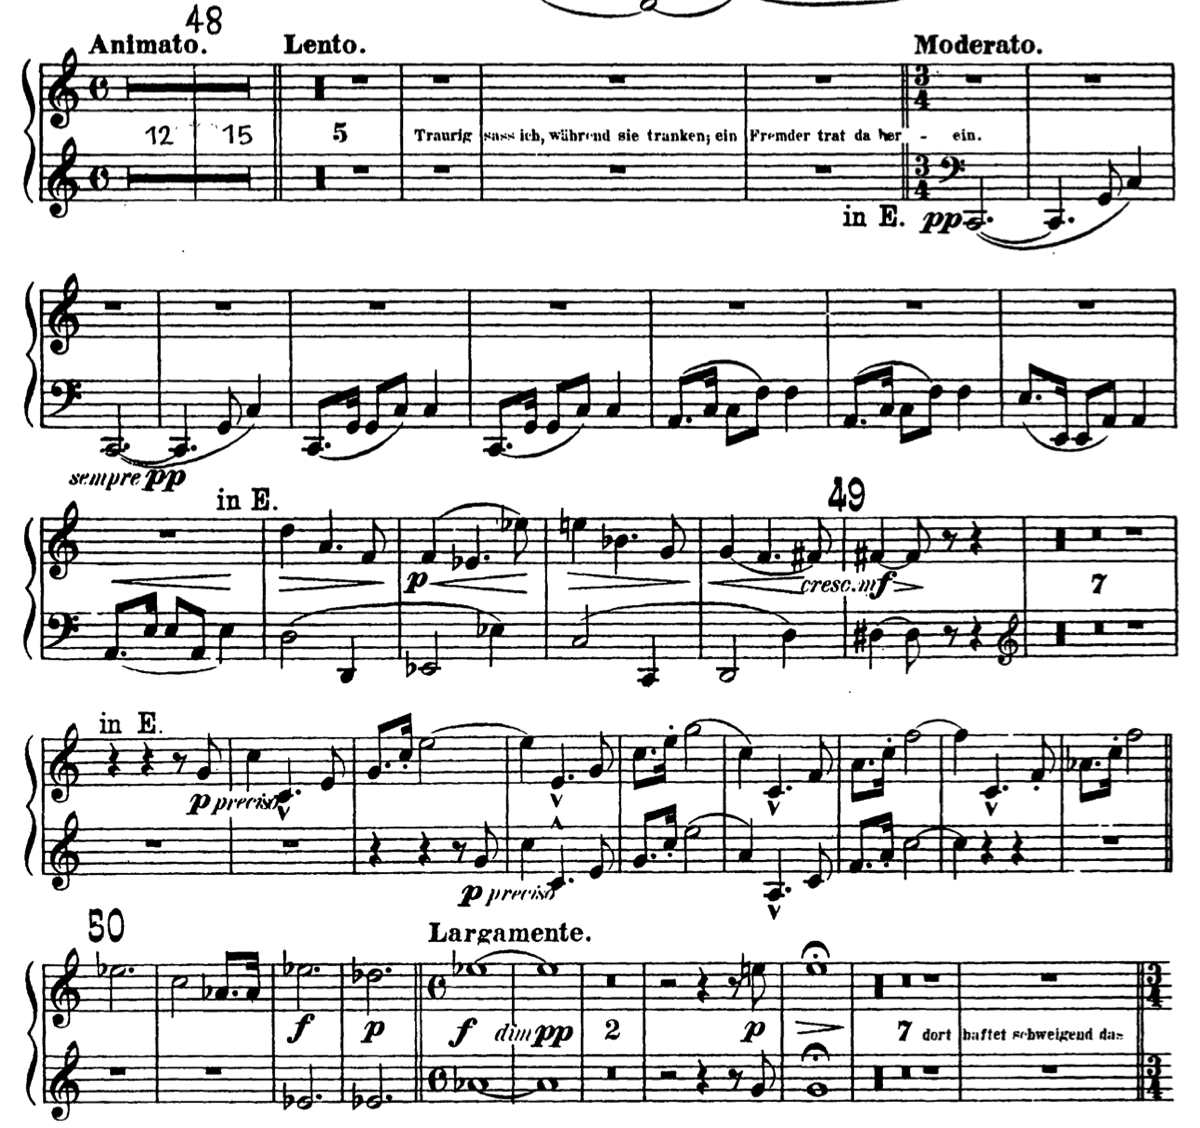 48
Animato. Lento. Moderato.
12 15 5 Traurig sass ich, während sie tranken; ein Fremder trat da her - ein.
in E. pp
sempre pp
in E. 49
p cresc. mf 7
in E.
p preciso
p preciso
50
Largamente.
f p f dim pp 2 p 7 dort haftet schweigend das